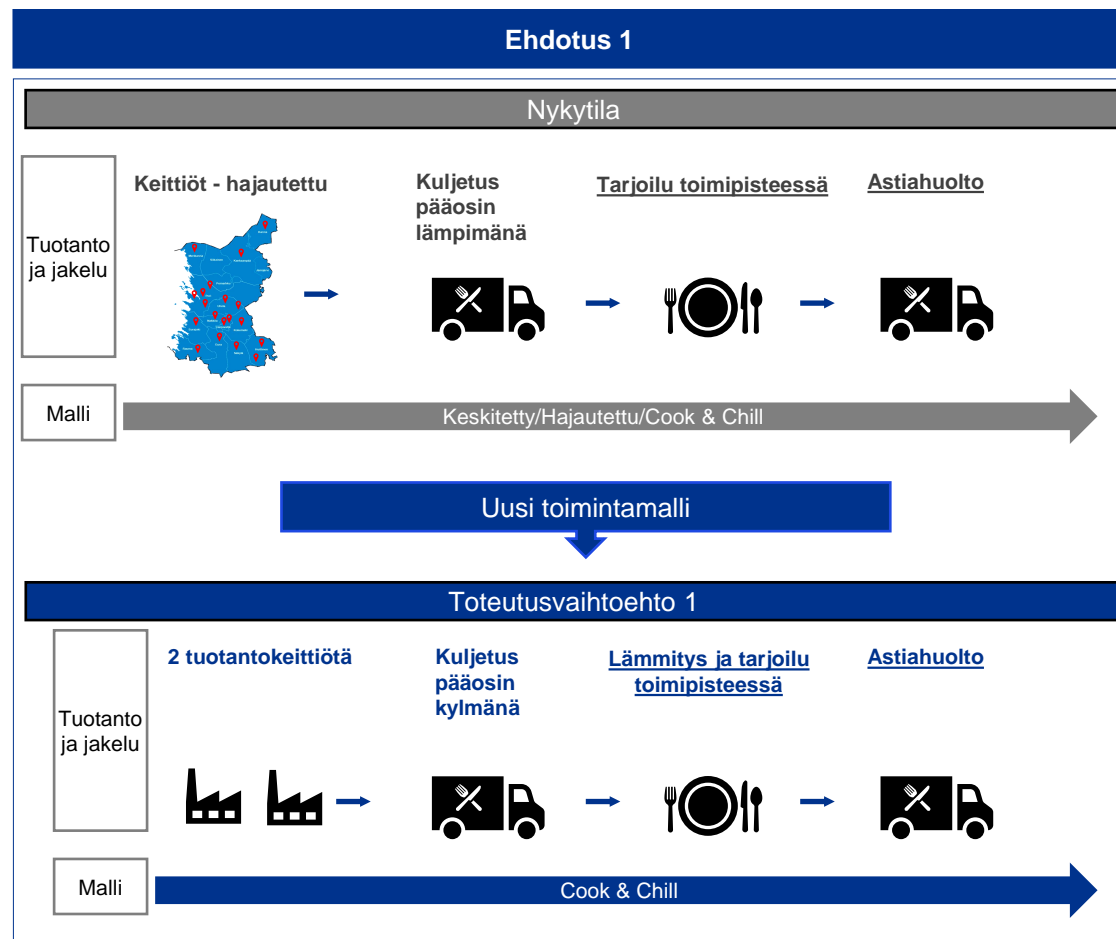 Ehdotus 1
Nykytila
Tuotanto
ja jakelu
Keittiöt - hajautettu
Kuljetus
pääosin
lämpimänä
Tarjoilu toimipisteessä
Astiahuolto
Malli
Keskitetty/Hajautettu/Cook & Chill
Uusi toimintamalli
Toteutusvaihtoehto 1
Tuotanto
ja jakelu
2 tuotantokeittiötä
Kuljetus
pääosin
kylmänä
Lämmitys ja tarjoilu
toimipisteessä
Astiahuolto
Malli
Cook & Chill